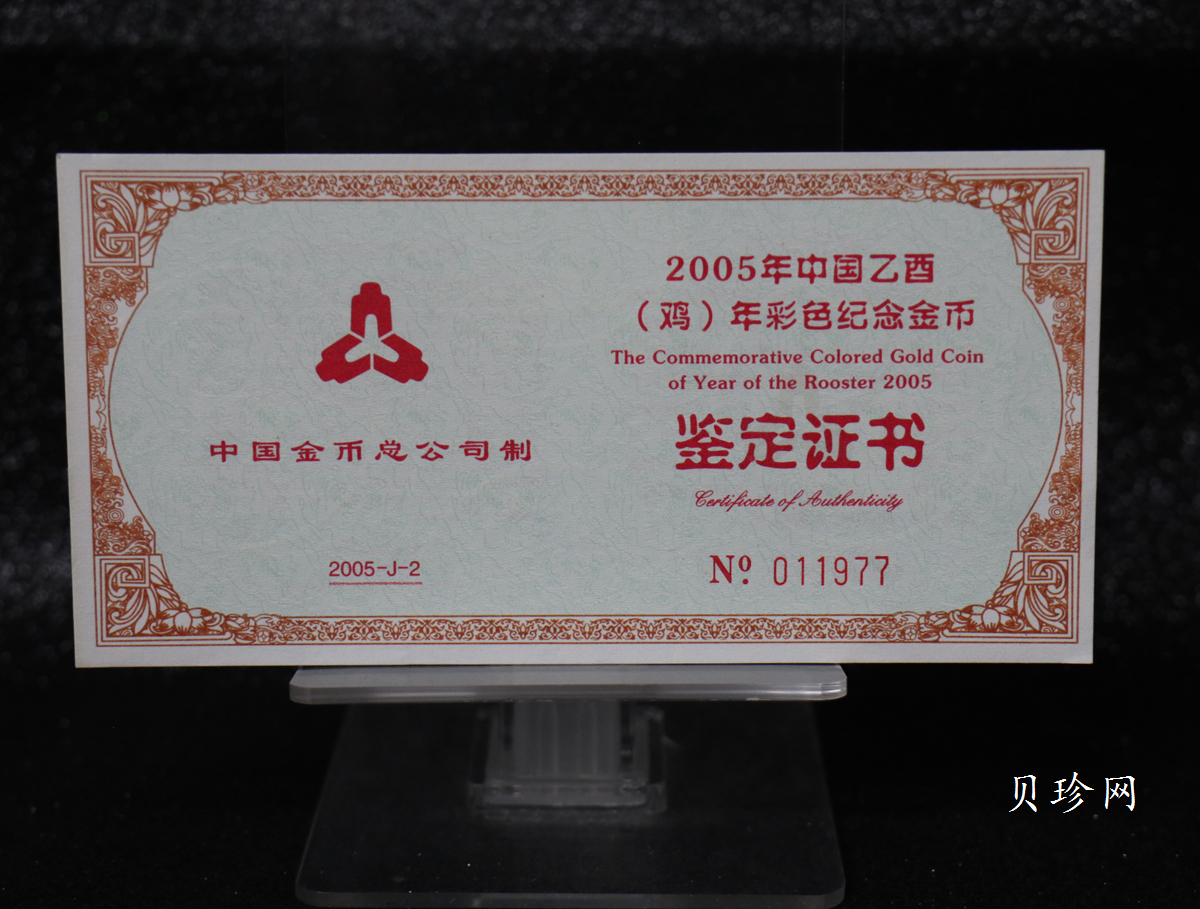 2005年中国乙酉
（鸡）年彩色纪念金币
The Commemorative Colored Gold Coin
of Year of the Rooster 2005
鉴定证书
Certificate of Authenticity
Nº 011977
中国金币总公司制
2005-J-2
贝珍网